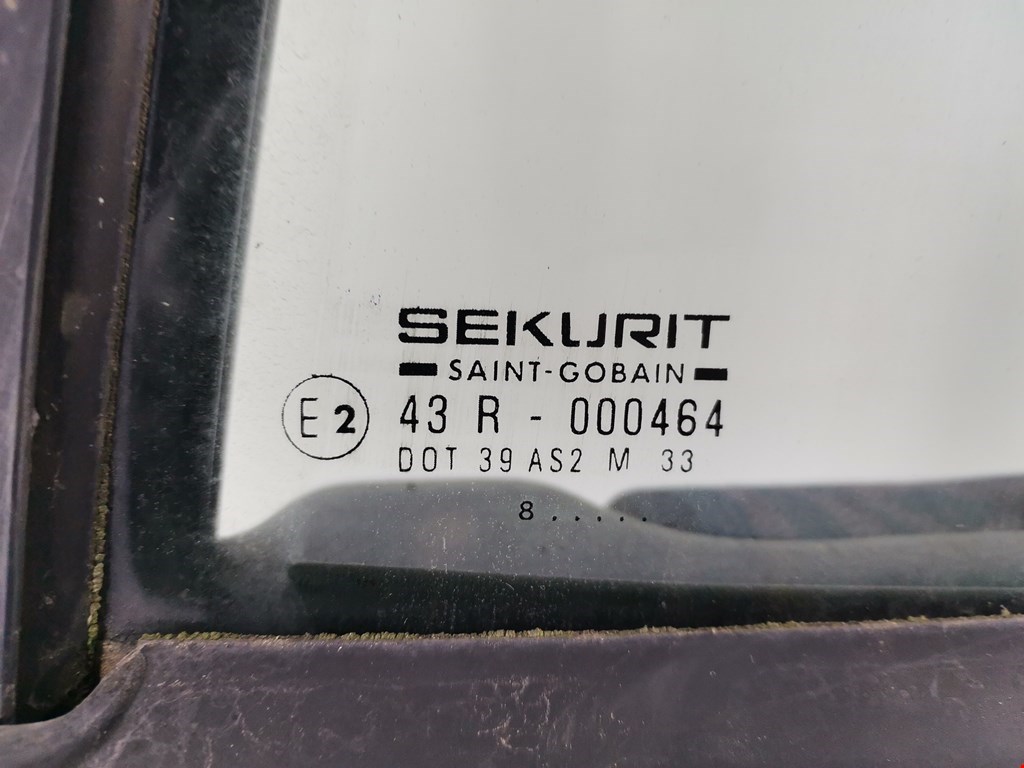 SEKURIT
SAINT-GOBAIN
E2 43 R - 000464
DOT 39 AS2 M 33
8 . . . . .